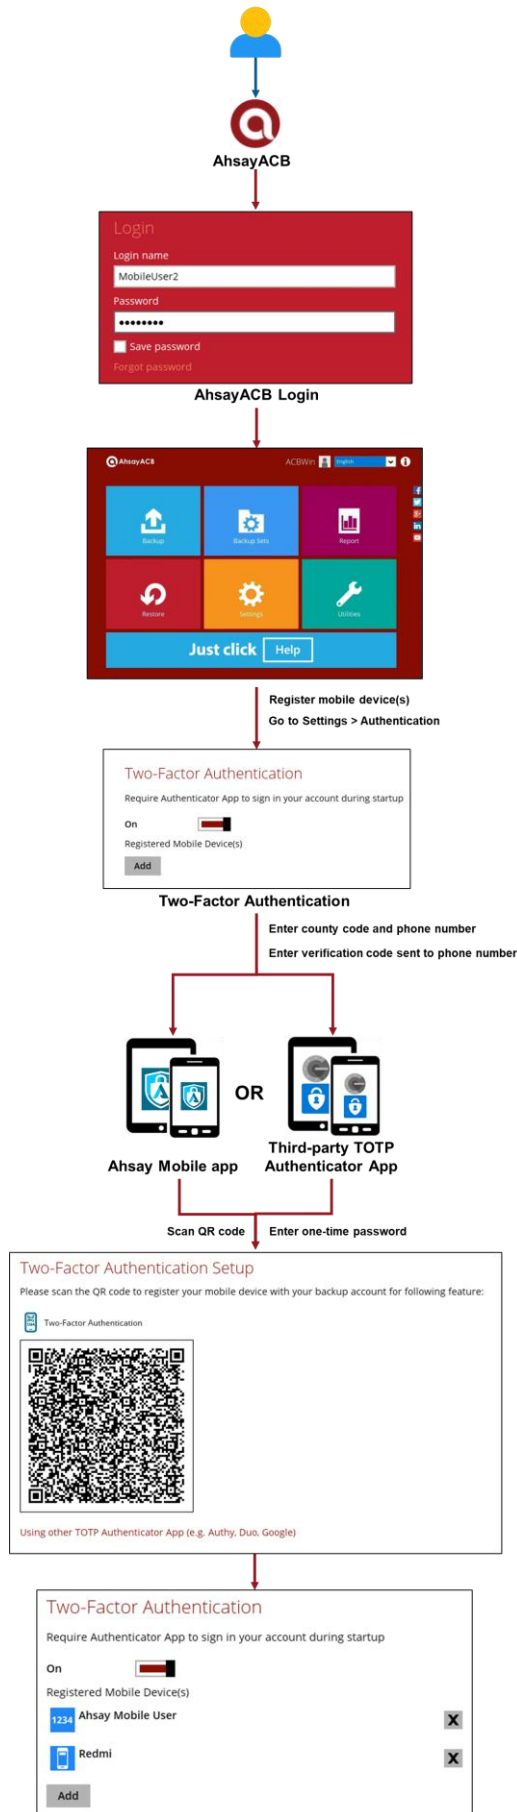 AhsayACB
Login
Login name
MobileUser2
Password
Save password
Forgot password
AhsayACB Login
AhsayACB
ACBWin
English
Backup
Backup Sets
Report
Restore
Settings
Utilities
Just click Help
Register mobile device(s)
Go to Settings > Authentication
Two-Factor Authentication
Require Authenticator App to sign in your account during startup
On
Registered Mobile Device(s)
Add
Two-Factor Authentication
Enter county code and phone number
Enter verification code sent to phone number
OR
Ahsay Mobile app
Third-party TOTP
Authenticator App
Scan QR code
Enter one-time password
Two-Factor Authentication Setup
Please scan the QR code to register your mobile device with your backup account for following feature:
Two-Factor Authentication
Using other TOTP Authenticator App (e.g. Authy, Duo, Google)
Two-Factor Authentication
Require Authenticator App to sign in your account during startup
On
Registered Mobile Device(s)
1234 Ahsay Mobile User X
Redmi X
Add